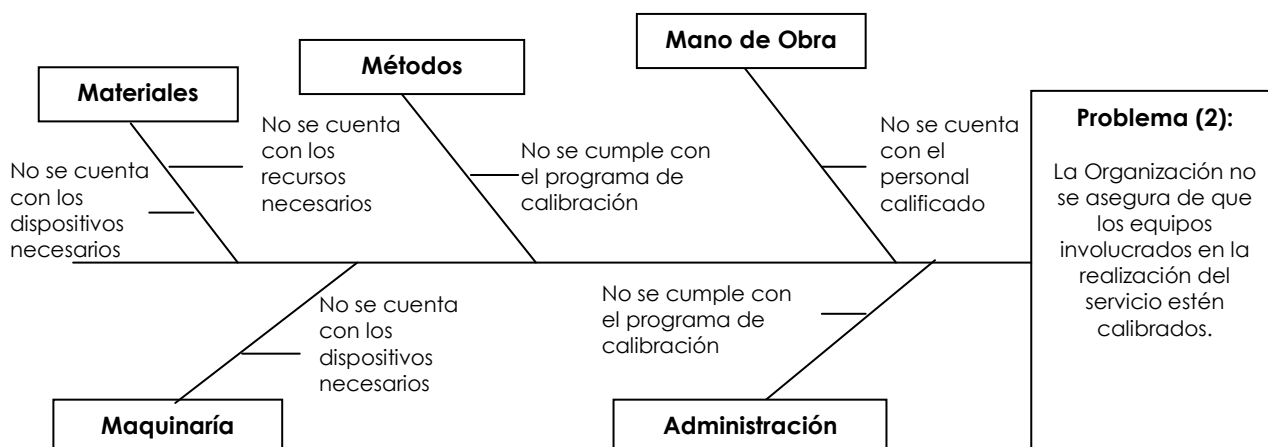 Mano de Obra
Métodos
Materiales
No se cuenta
con los
dispositivos
necesarios
No se cuenta
con los
recursos
necesarios
No se cumple con
el programa de
calibración
No se cuenta
con el
personal
calificado
Problema (2):
La Organización no
se asegura de que
los equipos
involucrados en la
realización del
servicio estén
calibrados.
No se cuenta
con los
dispositivos
necesarios
No se cumple con
el programa de
calibración
Maquinaría
Administración